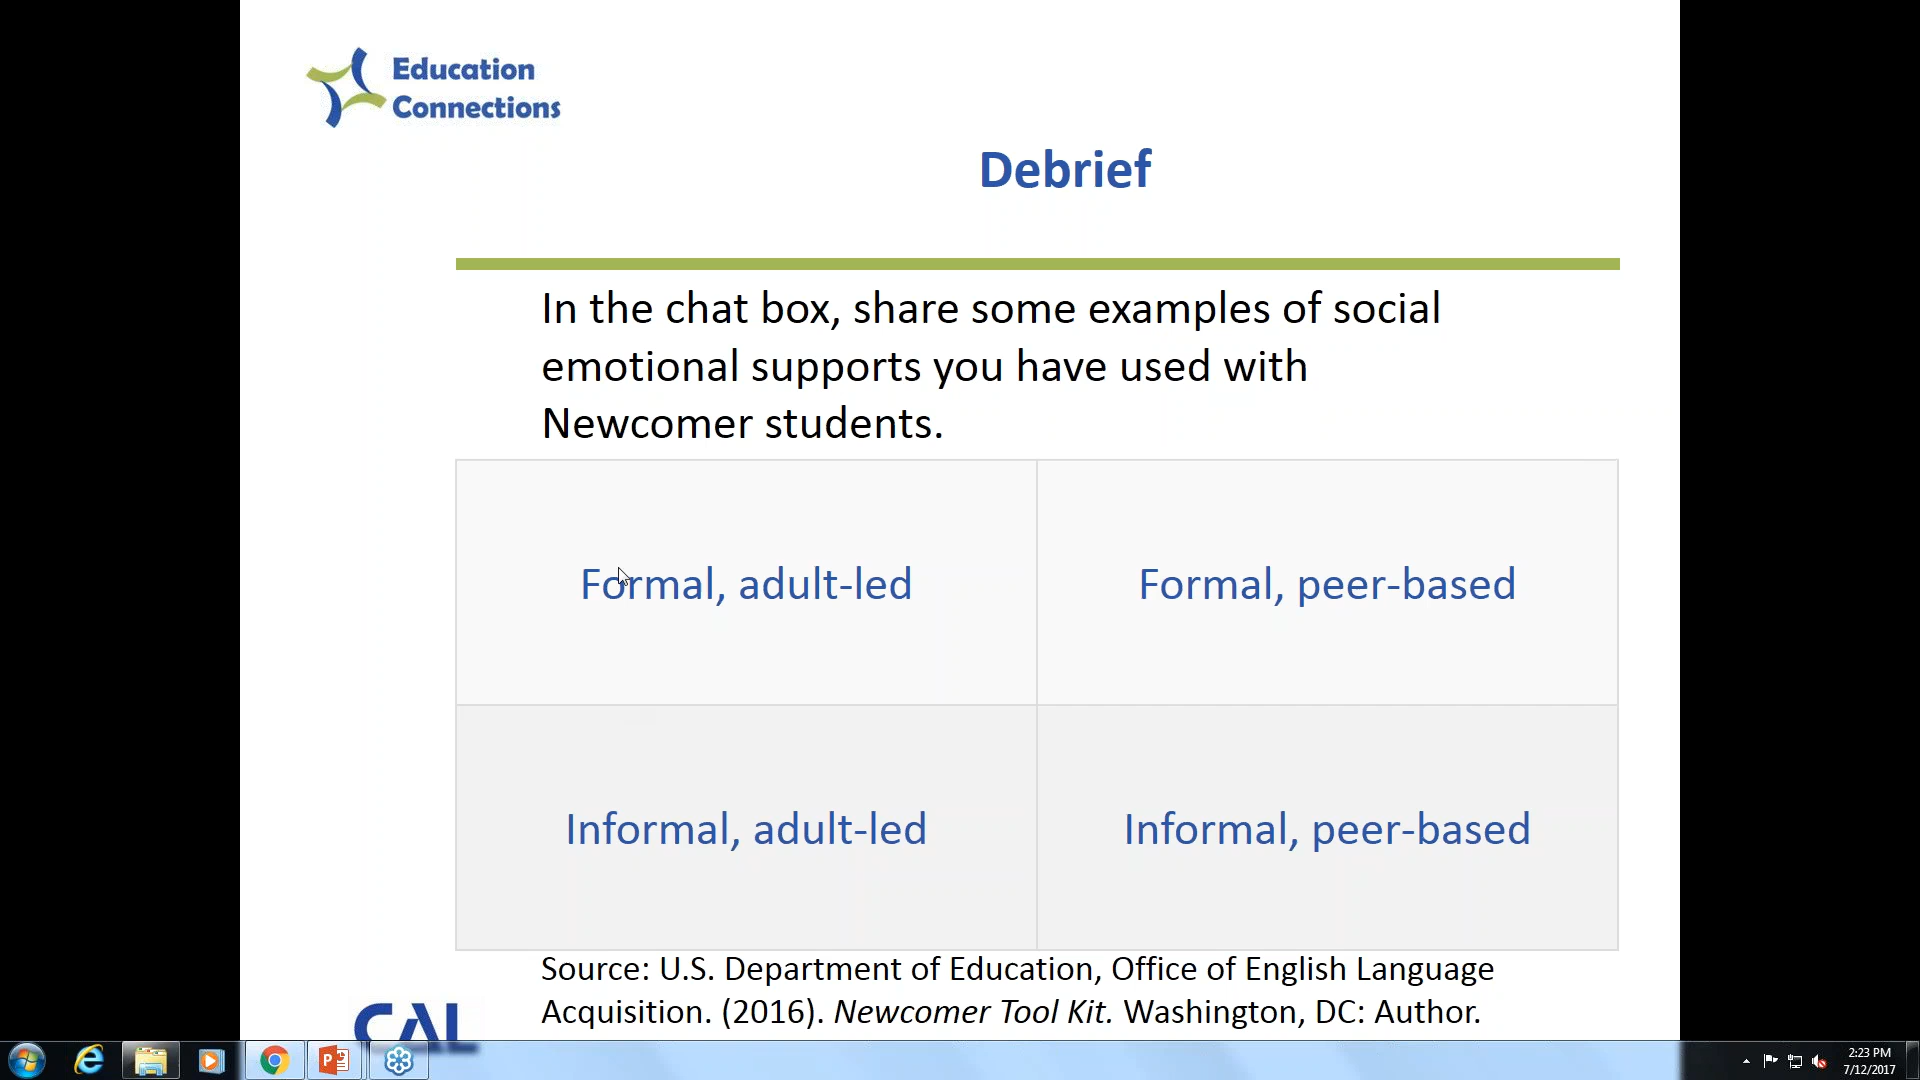 Education
Connections
Debrief
In the chat box, share some examples of social
emotional supports you have used with
Newcomer students.
Formal, adult-led
Formal, peer-based
Informal, adult-led
Informal, peer-based
Source: U.S. Department of Education, Office of English Language
Acquisition. (2016). Newcomer Tool Kit. Washington, DC: Author.
CAL
2:23 PM
7/12/2017